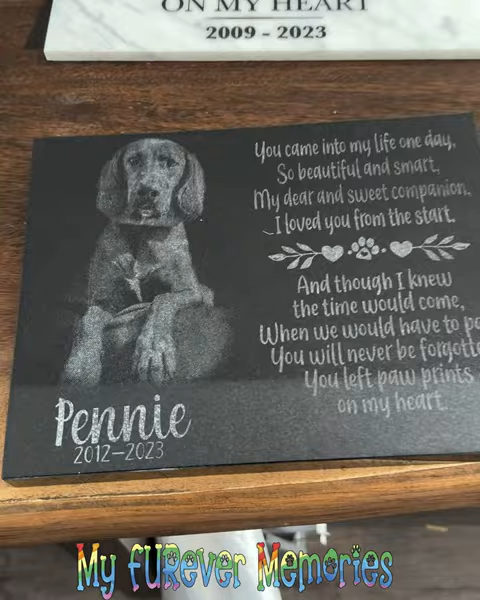 ON MY HEART
2009 - 2023
You came into my life one day,
So beautiful and smart,
My dear and sweet companion,
I loved you from the start.
And though I knew
the time would come,
When we would have to
You will never be
You left paw prints
on my heart.
Pennie
2012-2023
My fURever Memories